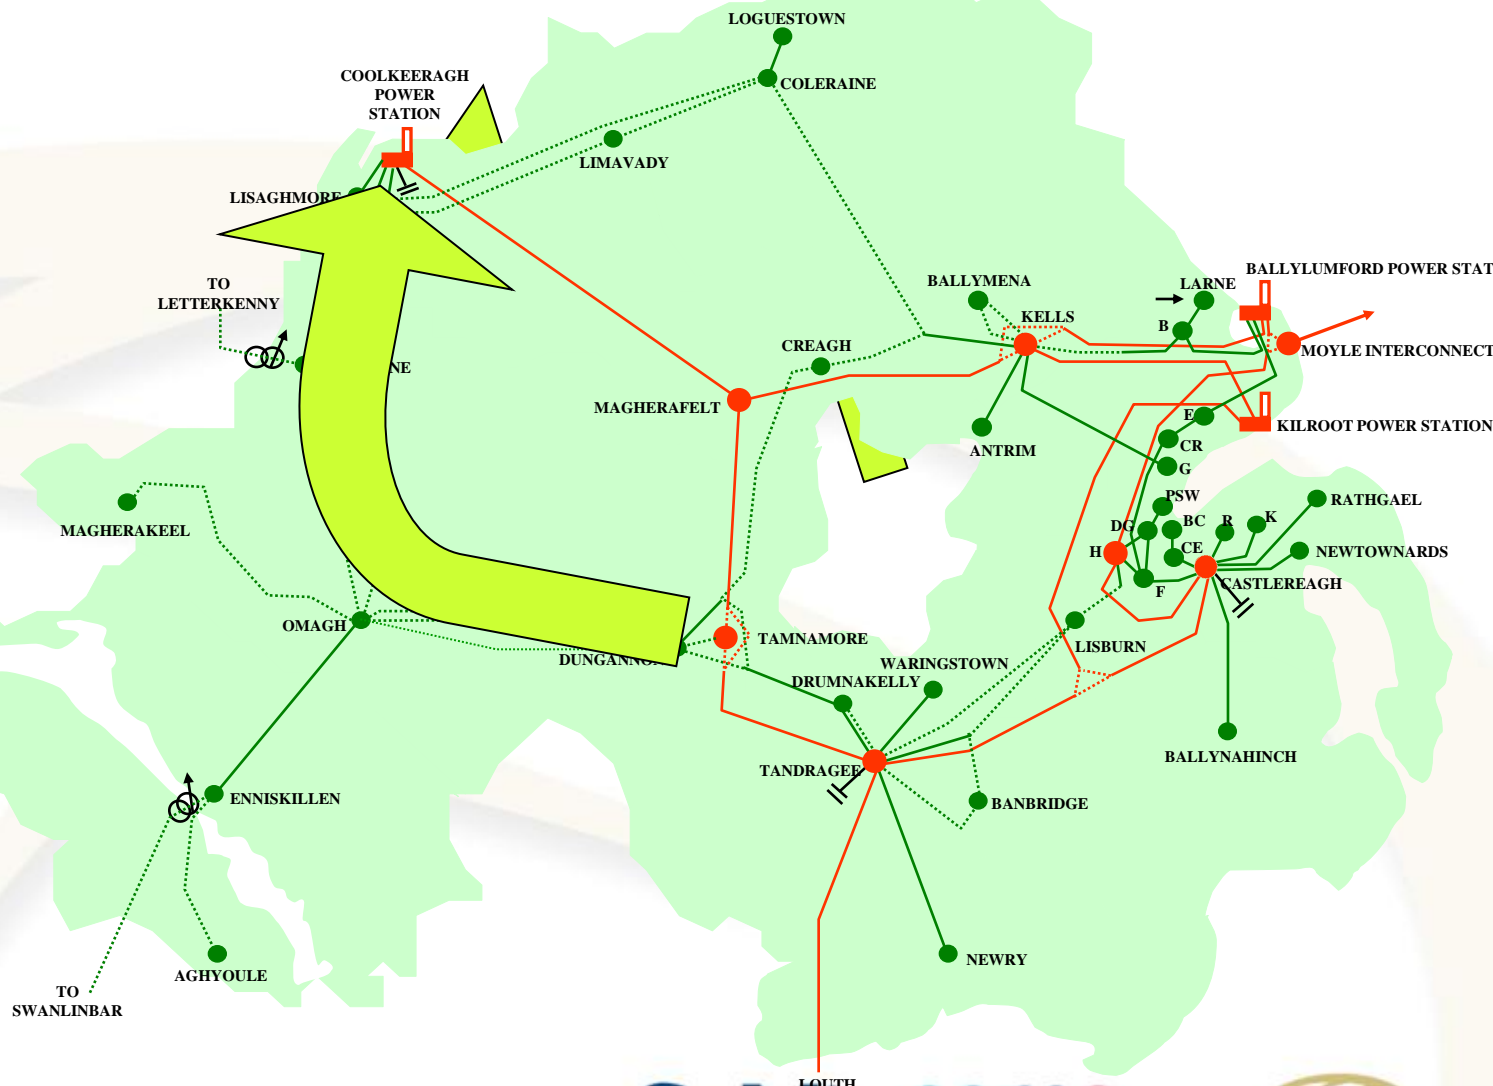 LOGUESTOWN
COOLKEERAGH
POWER
STATION
COLERAINE
LIMAVADY
LISAGHMORE
TO
LETTERKENNY
BALLYMENA
LARNE
BALLYLUMFORD POWER STAT
KELLS
B
CREAGH
MOYLE INTERCONNECT
NE
MAGHERAFELT
E
KILROOT POWER STATION
CR
ANTRIM
G
PSW
RATHGAEL
MAGHERAKEEL
DG
BC
R
K
H
CE
NEWTOWNARDS
CASTLEREAGH
F
OMAGH
TAMNAMORE
LISBURN
DUNGANNO
WARINGSTOWN
DRUMNAKELLY
BALLYNAHINCH
TANDRAGEE
ENNISKILLEN
BANBRIDGE
NEWRY
AGHYOULE
TO
SWANLINBAR
LOUTH